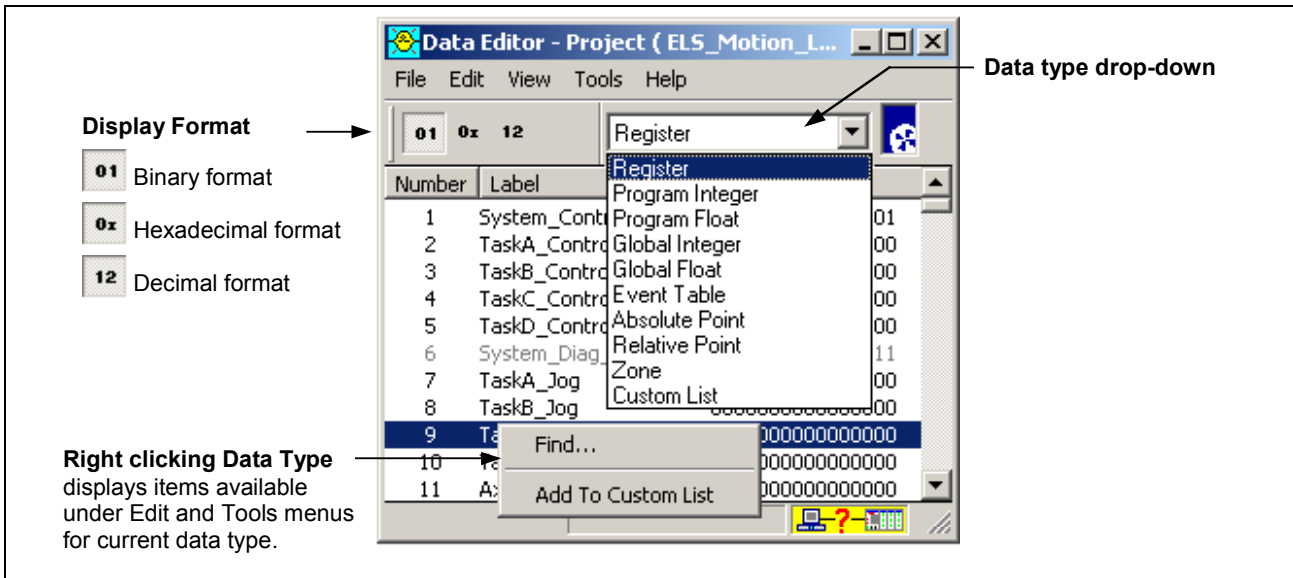 Data Editor - Project ( ELS_Motion_L...
Data type drop-down
File Edit View Tools Help
Display Format
01 0x 12
Register
01 Binary format
0x Hexadecimal format
12 Decimal format
Number Label
Register
Program Integer
Program Float
Global Integer
Global Float
Event Table
Absolute Point
Relative Point
Zone
Custom List
1 System_Contr 01
2 TaskA_Contro 00
3 TaskB_Contro 00
4 TaskC_Contro 00
5 TaskD_Contro 00
6 System_Diag_ 11
7 TaskA_Jog 00
8 TaskB_Jog 00
9 Ta 000000000000
10 Ta 000000000000
11 Ax 000000000000
Find...
Add To Custom List
Right clicking Data Type
displays items available
under Edit and Tools menus
for current data type.
?